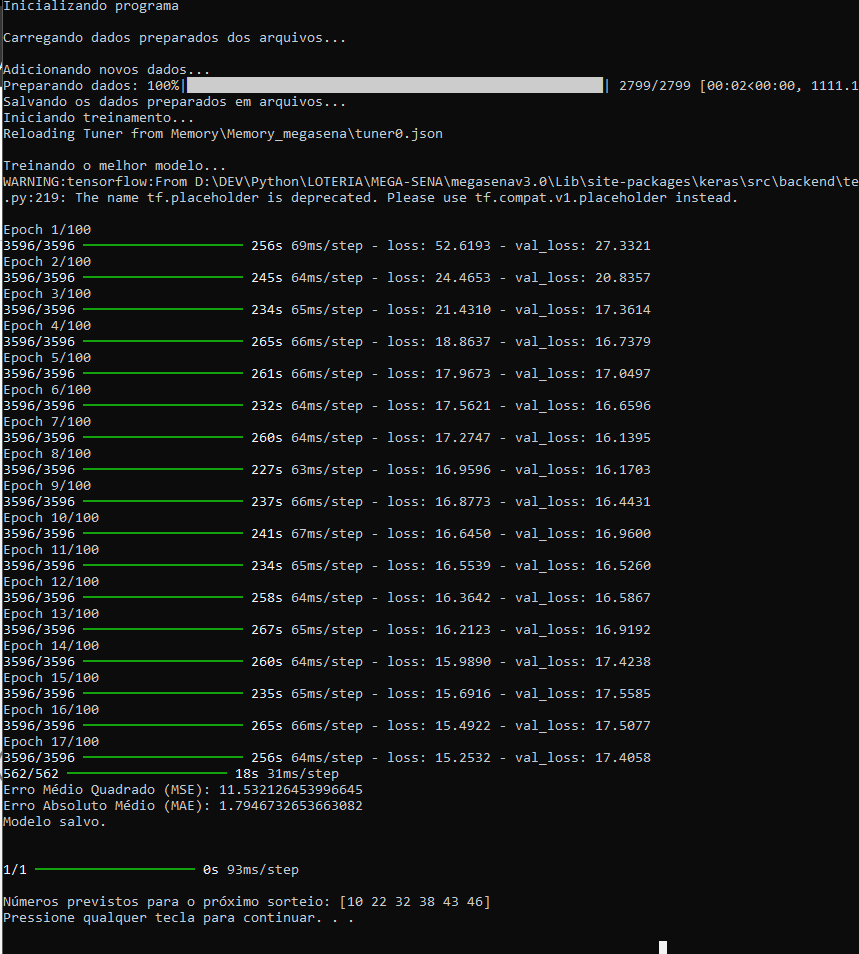 Inicializando programa
Carregando dados preparados dos arquivos...
Adicionando novos dados...
Preparando dados: 100%| | 2799/2799 [00:02<00:00, 1111.1
Salvando os dados preparados em arquivos...
Iniciando treinamento...
Reloading Tuner from Memory\Memory_megasena\tuner0.json
Treinando o melhor modelo...
WARNING:tensorflow:From D:\DEV\Python\LOTERIA\MEGA-SENA\megasenav3.0\Lib\site-packages\keras\src\backend\te
.py:219: The name tf.placeholder is deprecated. Please use tf.compat.v1.placeholder instead.
Epoch 1/100
3596/3596 256s 69ms/step - loss: 52.6193 - val_loss: 27.3321
Epoch 2/100
3596/3596 245s 64ms/step - loss: 24.4653 - val_loss: 20.8357
Epoch 3/100
3596/3596 234s 65ms/step - loss: 21.4310 - val_loss: 17.3614
Epoch 4/100
3596/3596 265s 66ms/step - loss: 18.8637 - val_loss: 16.7379
Epoch 5/100
3596/3596 261s 66ms/step - loss: 17.9673 - val_loss: 17.0497
Epoch 6/100
3596/3596 232s 64ms/step - loss: 17.5621 - val_loss: 16.6596
Epoch 7/100
3596/3596 260s 64ms/step - loss: 17.2747 - val_loss: 16.1395
Epoch 8/100
3596/3596 227s 63ms/step - loss: 16.9596 - val_loss: 16.1703
Epoch 9/100
3596/3596 237s 66ms/step - loss: 16.8773 - val_loss: 16.4431
Epoch 10/100
3596/3596 241s 67ms/step - loss: 16.6450 - val_loss: 16.9600
Epoch 11/100
3596/3596 234s 65ms/step - loss: 16.5539 - val_loss: 16.5260
Epoch 12/100
3596/3596 258s 64ms/step - loss: 16.3642 - val_loss: 16.5867
Epoch 13/100
3596/3596 267s 65ms/step - loss: 16.2123 - val_loss: 16.9192
Epoch 14/100
3596/3596 260s 64ms/step - loss: 15.9890 - val_loss: 17.4238
Epoch 15/100
3596/3596 235s 65ms/step - loss: 15.6916 - val_loss: 17.5585
Epoch 16/100
3596/3596 265s 66ms/step - loss: 15.4922 - val_loss: 17.5077
Epoch 17/100
3596/3596 256s 64ms/step - loss: 15.2532 - val_loss: 17.4058
562/562 18s 31ms/step
Erro Médio Quadrado (MSE): 11.532126453996645
Erro Absoluto Médio (MAE): 1.7946732653663082
Modelo salvo.
1/1 0s 93ms/step
Números previstos para o próximo sorteio: [10 22 32 38 43 46]
Pressione qualquer tecla para continuar. . .